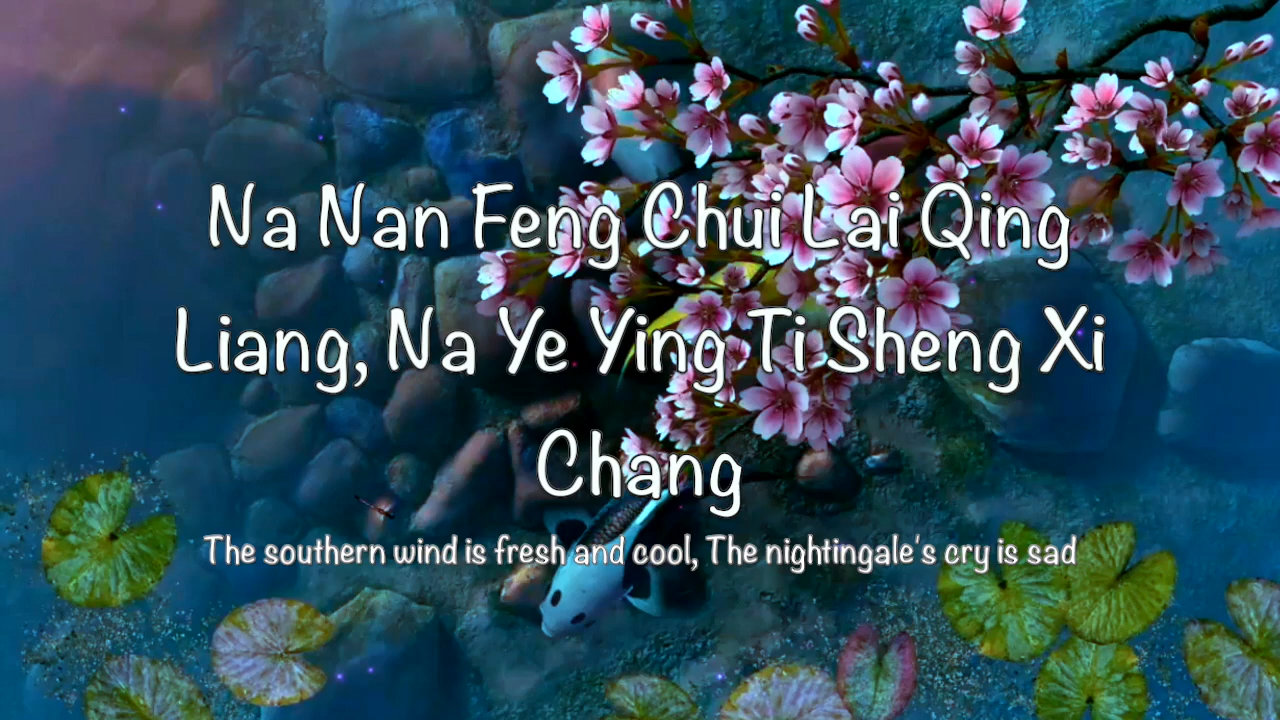 Na Nan Feng Chui Lai Qing
Liang, Na Ye Ying Ti Sheng Xi
Chang
The southern wind is fresh and cool, The nightingale's cry is sad